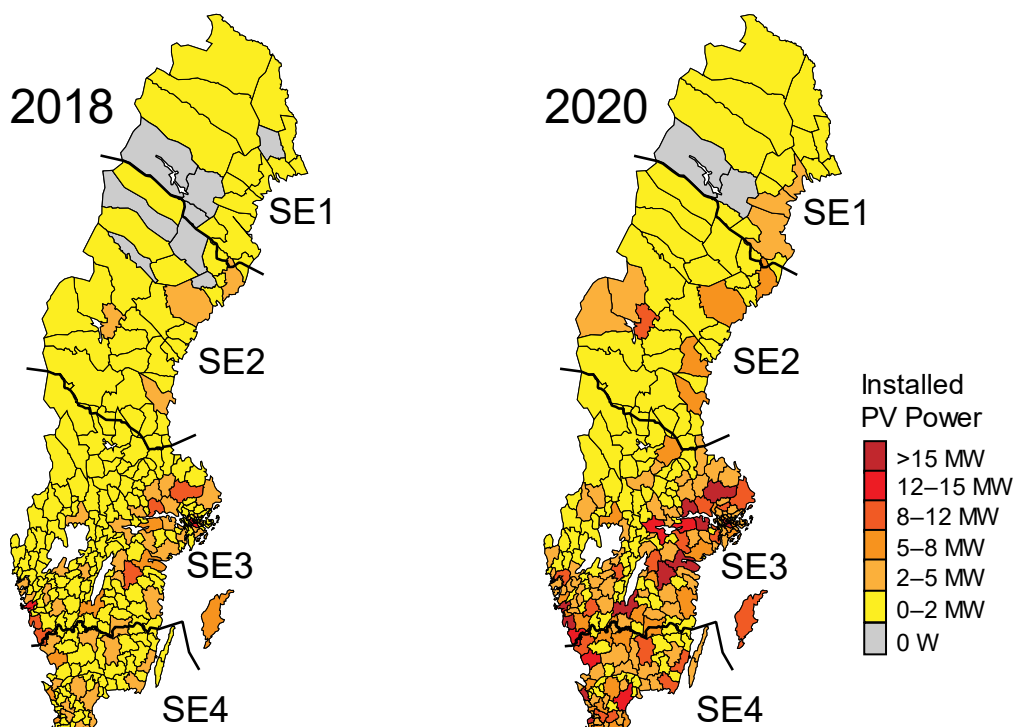 2018
2020
SE1
SE1
SE2
SE2
SE3
SE3
SE4
SE4
Installed
PV Power
>15 MW
12–15 MW
8–12 MW
5–8 MW
2–5 MW
0–2 MW
0 W